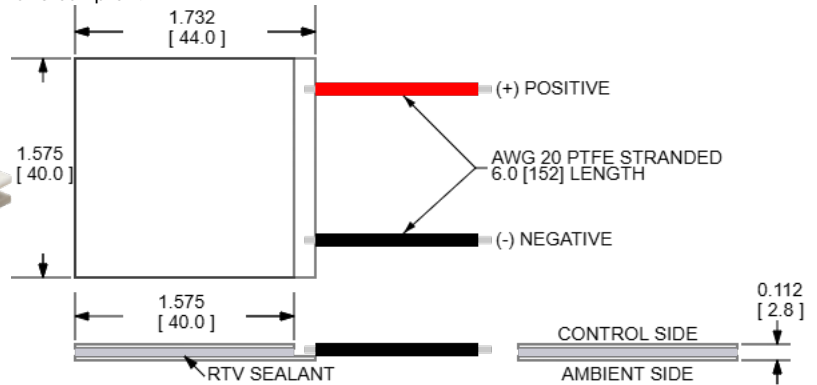 1.732
[ 44.0 ]
(+) POSITIVE
1.575
[ 40.0 ]
AWG 20 PTFE STRANDED
6.0 [152] LENGTH
(-) NEGATIVE
1.575
[ 40.0 ]
0.112
[ 2.8 ]
CONTROL SIDE
RTV SEALANT
AMBIENT SIDE